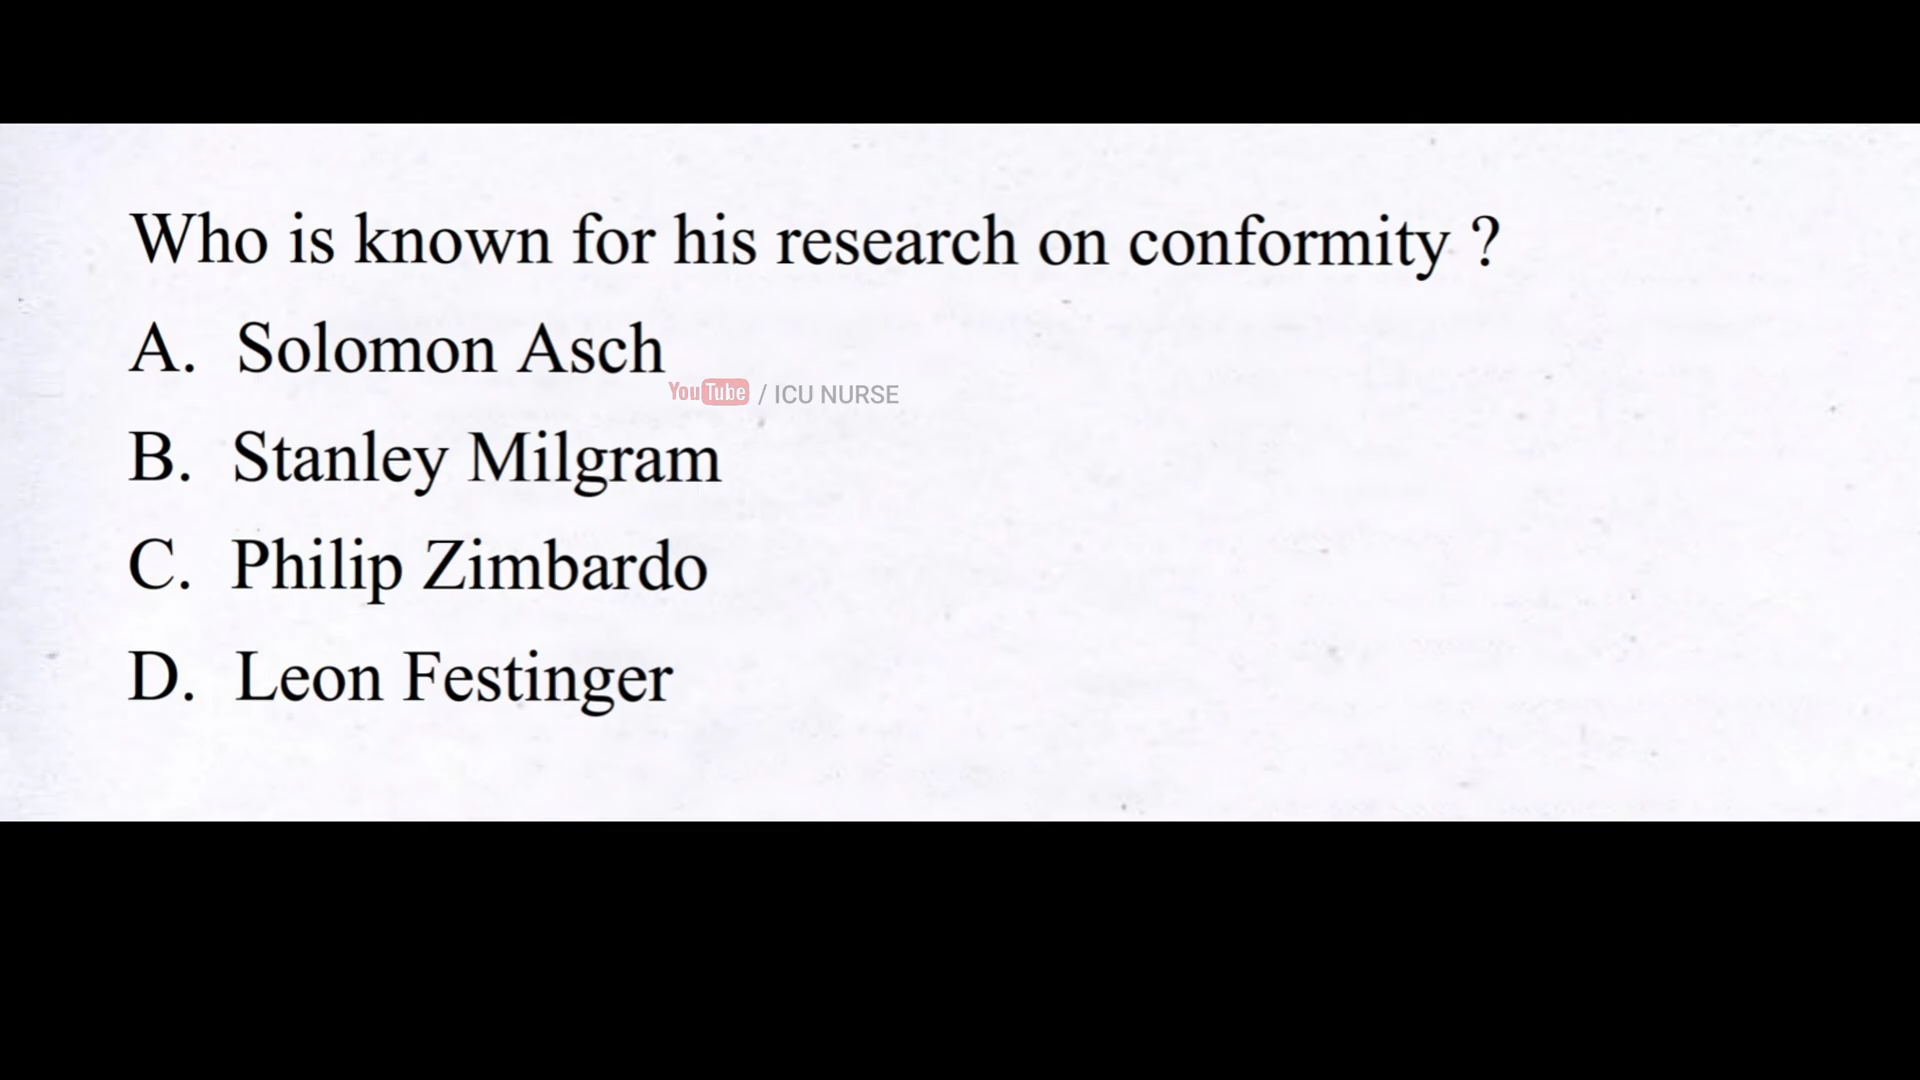 Who is known for his research on conformity ?
A. Solomon Asch
YouTube / ICU NURSE
B. Stanley Milgram
C. Philip Zimbardo
D. Leon Festinger